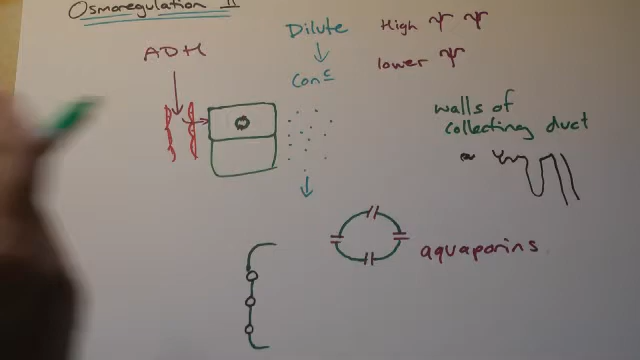 Osmoregulation II
ADH
Dilute
Conc
High Ψ Ψ
lower Ψ
walls of
collecting duct
aquaporins